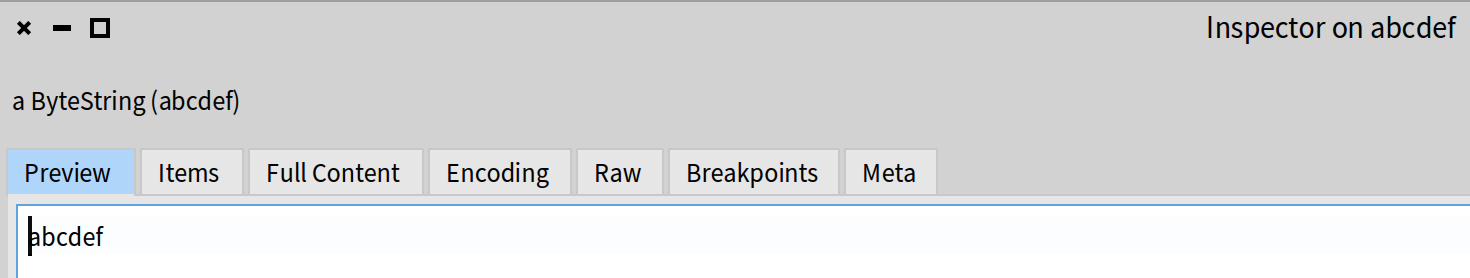 Inspector on abcdef
a ByteString (abcdef)
Preview Items Full Content Encoding Raw Breakpoints Meta
abcdef